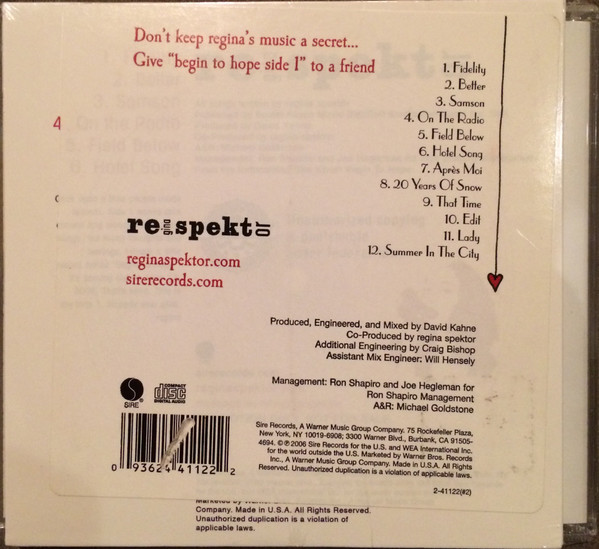 Don't keep regina's music a secret...
Give "begin to hope side 1" to a friend
1. Fidelity
2. Better
3. Samson
4. On The Radio
5. Field Below
6. Hotel Song
7. Après Moi
8. 20 Years Of Snow
9. That Time
10. Edit
11. Lady
12. Summer In The City
4
regina spektor
reginaspektor.com
sirerecords.com
Produced, Engineered, and Mixed by David Kahne
Co-Produced by regina spektor
Additional Engineering by Craig Bishop
Assistant Mix Engineer: Will Hensely
Management: Ron Shapiro and Joe Hegleman for
Ron Shapiro Management
A&R: Michael Goldstone
SIRE
COMPACT
disc
DIGITAL AUDIO
Sire Records, A Warner Music Group Company. 75 Rockefeller Plaza,
New York, NY 10019-6908; 3300 Warner Blvd., Burbank, CA 91505-
4694. ©℗2006 Sire Records for the U.S. and WEA International Inc.
for the world outside the U.S. Marketed by Warner Bros. Records
Inc., A Warner Music Group Company. Made in U.S.A. All Rights
Reserved. Unauthorized duplication is a violation of applicable laws.
0 93624 41122 2
2-41122(#2)
Marketed by
Company. Made in U.S.A. All Rights Reserved.
Unauthorized duplication is a violation of
applicable laws.